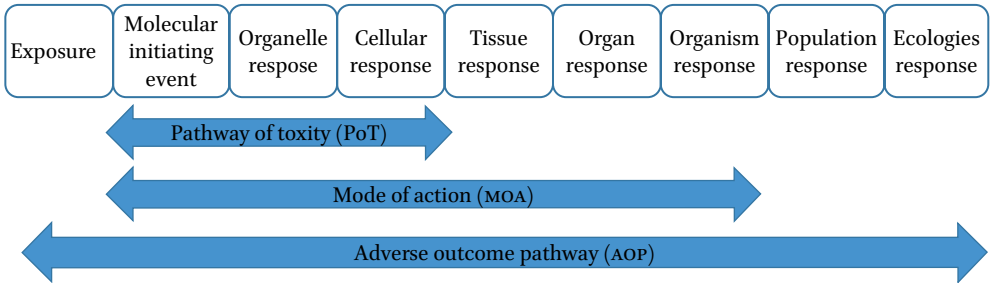 Exposure
Molecular
initiating
event
Organelle
respose
Cellular
response
Tissue
response
Organ
response
Organism
response
Population
response
Ecologies
response
Pathway of toxity (PoT)
Mode of action (MOA)
Adverse outcome pathway (AOP)